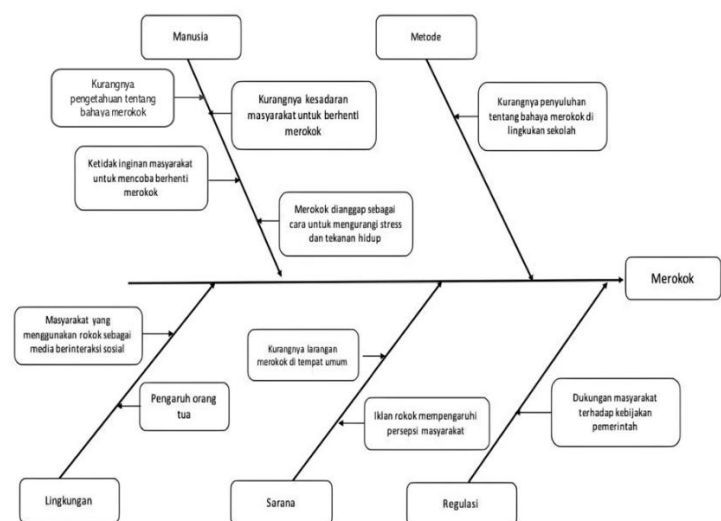 Manusia
Metode
Kurangnya
pengetahuan tentang
bahaya merokok
Kurangnya kesadaran
masyarakat untuk berhenti
merokok
Kurangnya penyuluhan
tentang bahaya merokok di
lingkukan sekolah
Ketidak inginan masyarakat
untuk mencoba berhenti
merokok
Merokok dianggap sebagai
cara untuk mengurangi stress
dan tekanan hidup
Merokok
Masyarakat yang
menggunakan rokok sebagai
media berinteraksi sosial
Kurangnya larangan
merokok di tempat umum
Pengaruh orang
tua
Iklan rokok mempengaruhi
persepsi masyarakat
Dukungan masyarakat
terhadap kebijakan
pemerintah
Lingkungan
Sarana
Regulasi